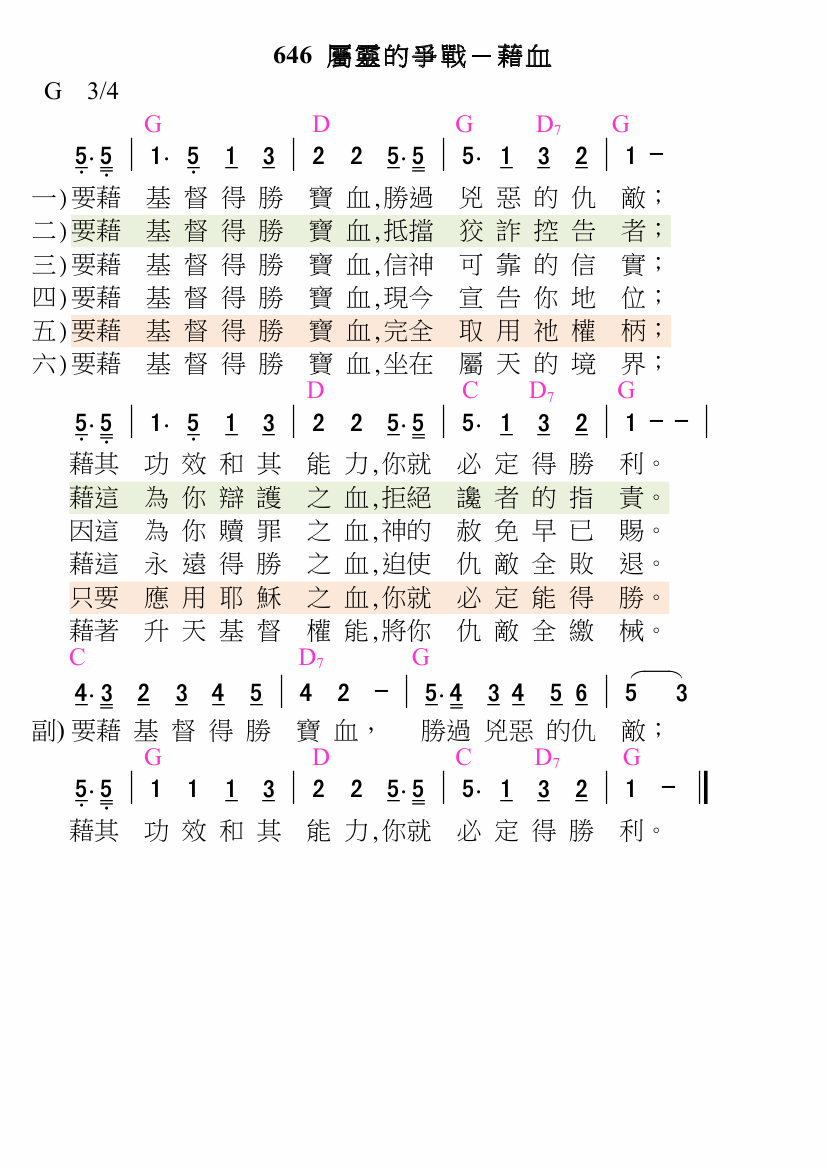 646 屬靈的爭戰－藉血
G 3/4
G D G D7 G
5. 5 | 1. 5 1 3 | 2 2 5. 5 | 5. 1 3 2 | 1 －
一)要藉 基督得勝 寶血,勝過 兇惡的仇 敵；
二)要藉 基督得勝 寶血,抵擋 狡詐控告 者；
三)要藉 基督得勝 寶血,信神 可靠的信 實；
四)要藉 基督得勝 寶血,現今 宣告你地 位；
五)要藉 基督得勝 寶血,完全 取用祂權 柄；
六)要藉 基督得勝 寶血,坐在 屬天的境 界；
D C D7 G
5. 5 | 1. 5 1 3 | 2 2 5. 5 | 5. 1 3 2 | 1 － － |
藉其 功效和其 能力,你就 必定得勝 利。
藉這 為你辯護 之血,拒絕 讒者的指 責。
因這 為你贖罪 之血,神的 赦免早已 賜。
藉這 永遠得勝 之血,迫使 仇敵全敗 退。
只要 應用耶穌 之血,你就 必定能得 勝。
藉著 升天基督 權能,將你 仇敵全繳 械。
C D7 G
4. 3 2 3 4 5 | 4 2 － | 5. 4 3 4 5 6 | 5 3
副)要藉 基督得勝 寶血， 勝過 兇惡 的仇 敵；
G D C D7 G
5. 5 | 1 1 1 3 | 2 2 5. 5 | 5. 1 3 2 | 1 － ‖
藉其 功效和其 能力,你就 必定得勝 利。